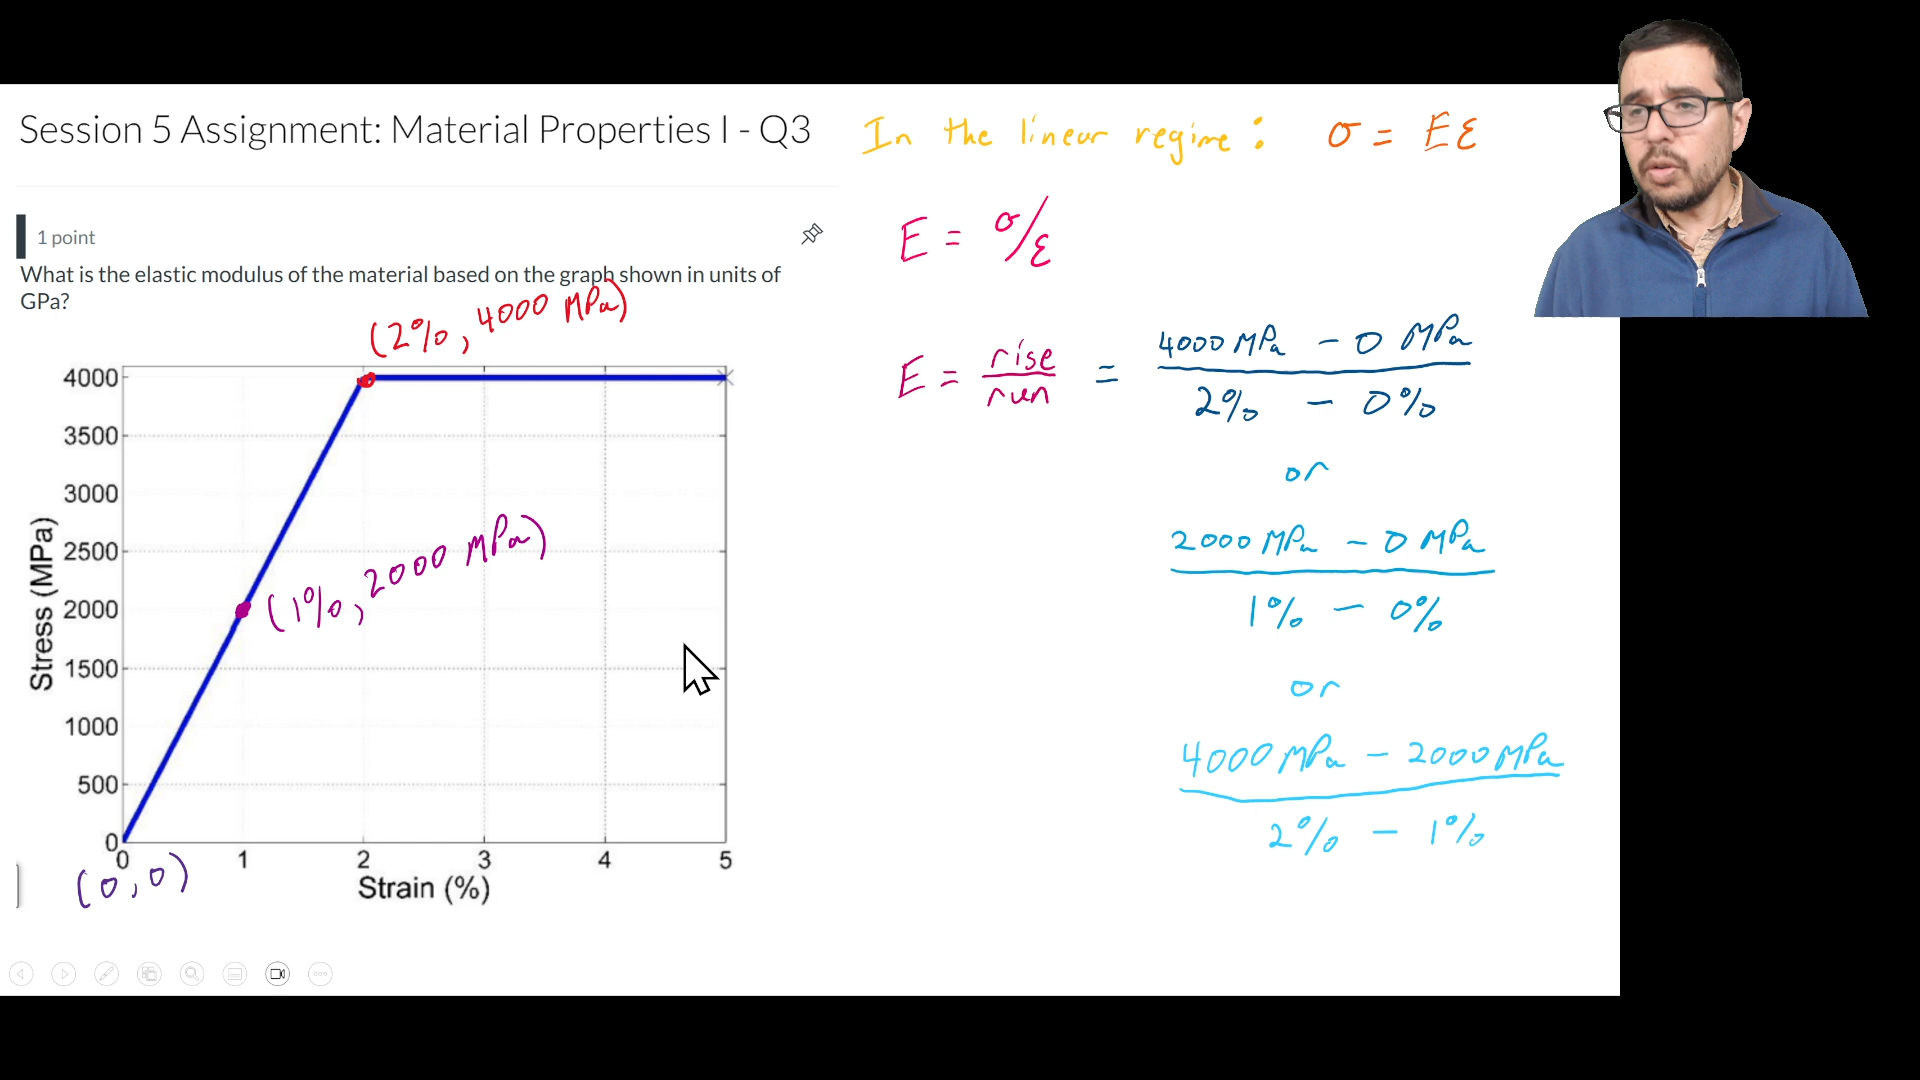 Session 5 Assignment: Material Properties I - Q3
1 point
What is the elastic modulus of the material based on the graph shown in units of
GPa?
(2%, 4000 MPa)
4000
3500
3000
2500
2000
1500
1000
500
0
Stress (MPa)
(1%, 2000 MPa)
0 1 2 3 4 5
Strain (%)
(0,0)
In the linear regime: σ = Eε
E = σ/ε
E = rise/run = 4000 MPa - 0 MPa
2% - 0%
or
2000 MPa - 0 MPa
1% - 0%
or
4000 MPa - 2000 MPa
2% - 1%